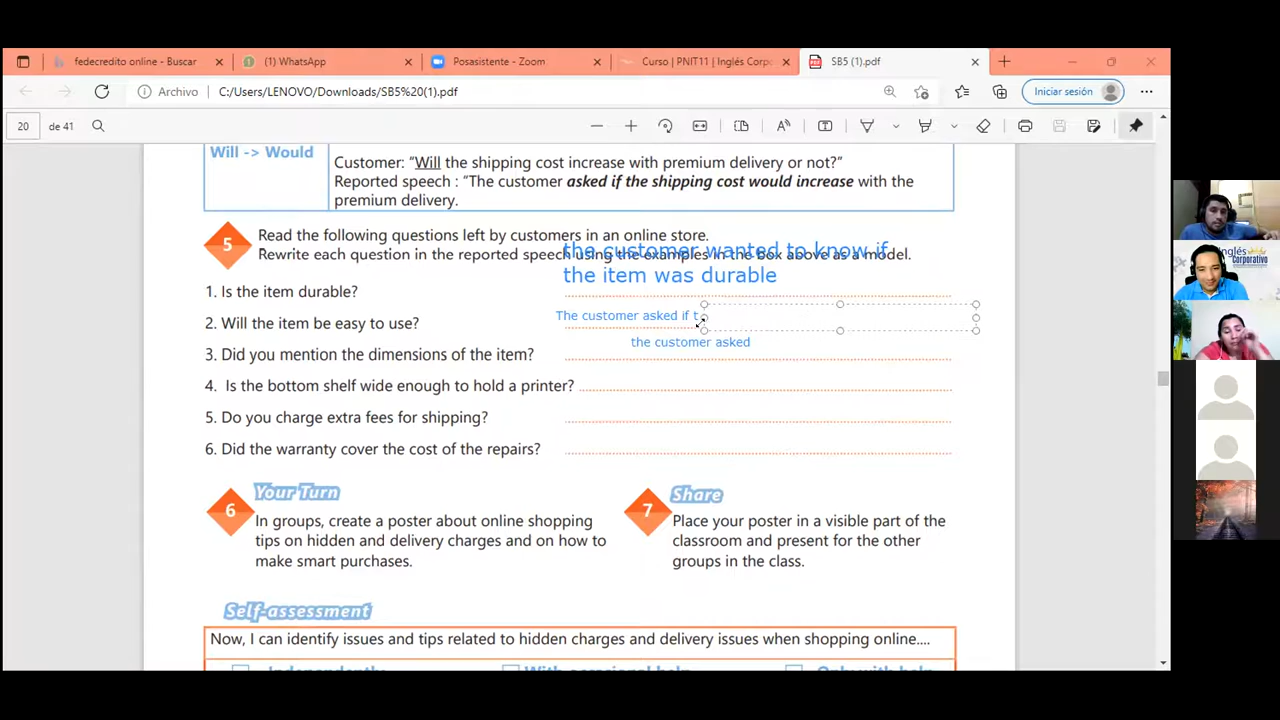 fedecredito online - Buscar
(1) WhatsApp
Posasistente - Zoom
Curso | PNIT11 | Inglés Corpo
SB5 (1).pdf
Archivo
C:/Users/LENOVO/Downloads/SB5%20(1).pdf
Iniciar sesión
20
de 41
Will -> Would
Customer: “Will the shipping cost increase with premium delivery or not?”
Reported speech : “The customer asked if the shipping cost would increase with the
premium delivery.
5
Read the following questions left by customers in an online store.
Rewrite each question in the reported speech using the examples in the box above as a model.
the customer wanted to know if
the item was durable
1. Is the item durable?
2. Will the item be easy to use?
The customer asked if t
the customer asked
3. Did you mention the dimensions of the item?
4. Is the bottom shelf wide enough to hold a printer?
5. Do you charge extra fees for shipping?
6. Did the warranty cover the cost of the repairs?
6
Your Turn
In groups, create a poster about online shopping
tips on hidden and delivery charges and on how to
make smart purchases.
7
Share
Place your poster in a visible part of the
classroom and present for the other
groups in the class.
Self-assessment
Now, I can identify issues and tips related to hidden charges and delivery issues when shopping online....
Independently
With occasional help
Only with help
Inglés
Corporativo